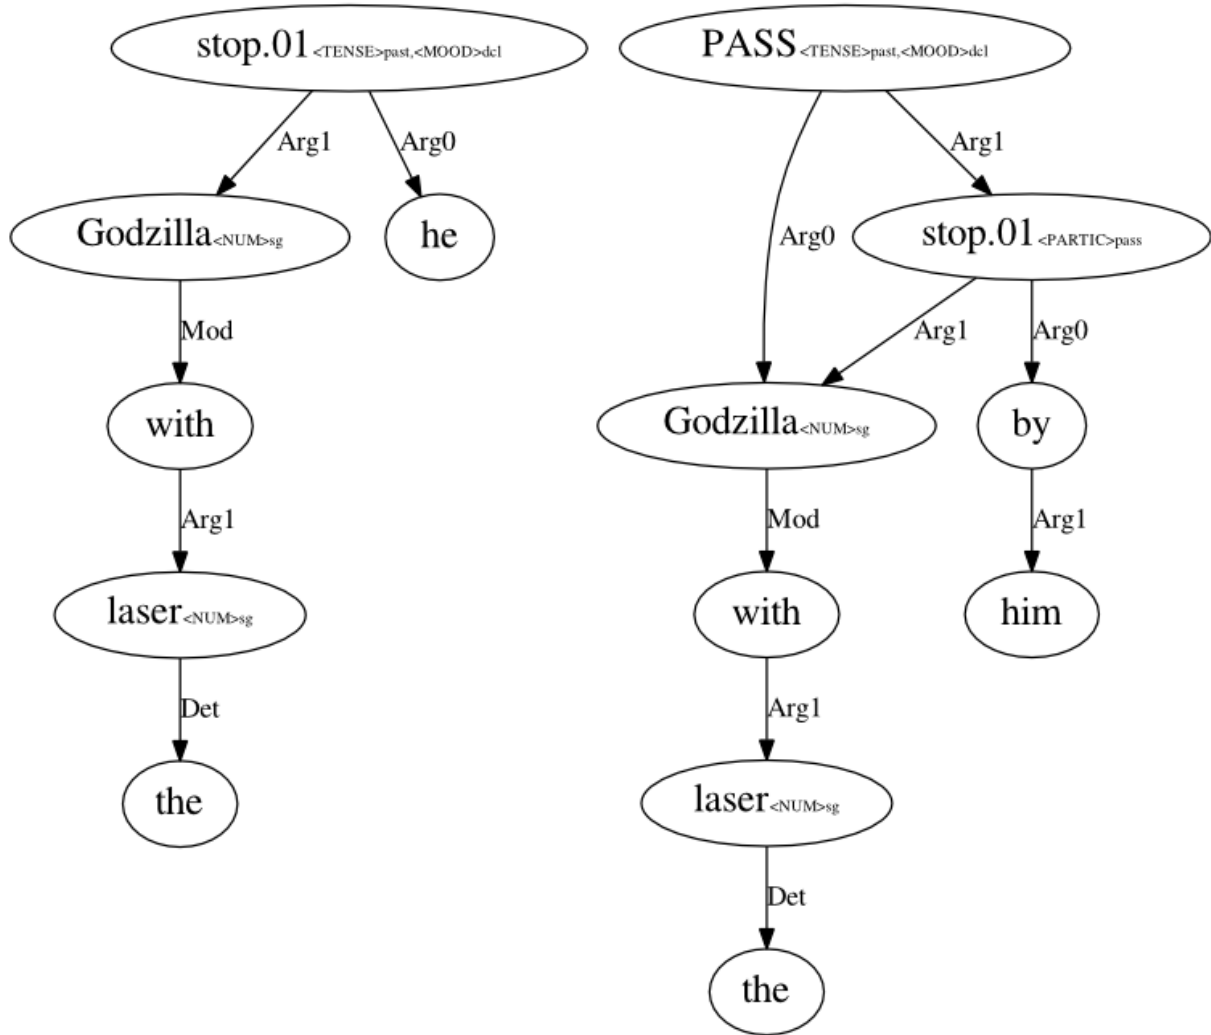 stop.01<TENSE>past,<MOOD>dcl
Arg1
Arg0
Godzilla<NUM>sg
he
Mod
with
Arg1
laser<NUM>sg
Det
the
PASS<TENSE>past,<MOOD>dcl
Arg1
Arg0
stop.01<PARTIC>pass
Arg1
Arg0
Godzilla<NUM>sg
by
Mod
Arg1
with
him
Arg1
laser<NUM>sg
Det
the